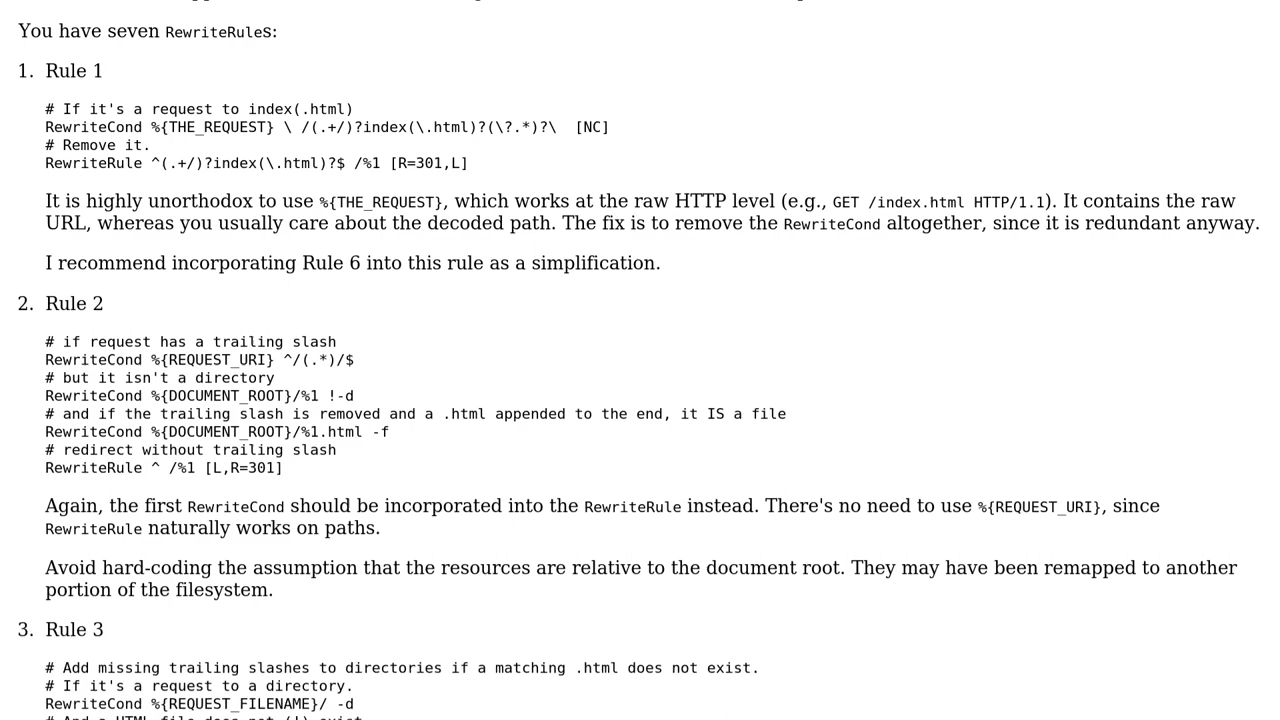 You have seven RewriteRules:
1. Rule 1
# If it's a request to index(.html)
RewriteCond %{THE_REQUEST} \ /(.+/)?index(\.html)?(\?.*)?\  [NC]
# Remove it.
RewriteRule ^(.+/)?index(\.html)?$ /%1 [R=301,L]
It is highly unorthodox to use %{THE_REQUEST}, which works at the raw HTTP level (e.g., GET /index.html HTTP/1.1). It contains the raw
URL, whereas you usually care about the decoded path. The fix is to remove the RewriteCond altogether, since it is redundant anyway.
I recommend incorporating Rule 6 into this rule as a simplification.
2. Rule 2
# if request has a trailing slash
RewriteCond %{REQUEST_URI} ^/(.*)/$
# but it isn't a directory
RewriteCond %{DOCUMENT_ROOT}/%1 !-d
# and if the trailing slash is removed and a .html appended to the end, it IS a file
RewriteCond %{DOCUMENT_ROOT}/%1.html -f
# redirect without trailing slash
RewriteRule ^ /%1 [L,R=301]
Again, the first RewriteCond should be incorporated into the RewriteRule instead. There's no need to use %{REQUEST_URI}, since
RewriteRule naturally works on paths.
Avoid hard-coding the assumption that the resources are relative to the document root. They may have been remapped to another
portion of the filesystem.
3. Rule 3
# Add missing trailing slashes to directories if a matching .html does not exist.
# If it's a request to a directory.
RewriteCond %{REQUEST_FILENAME}/ -d
# And a HTML file does not (!) exist